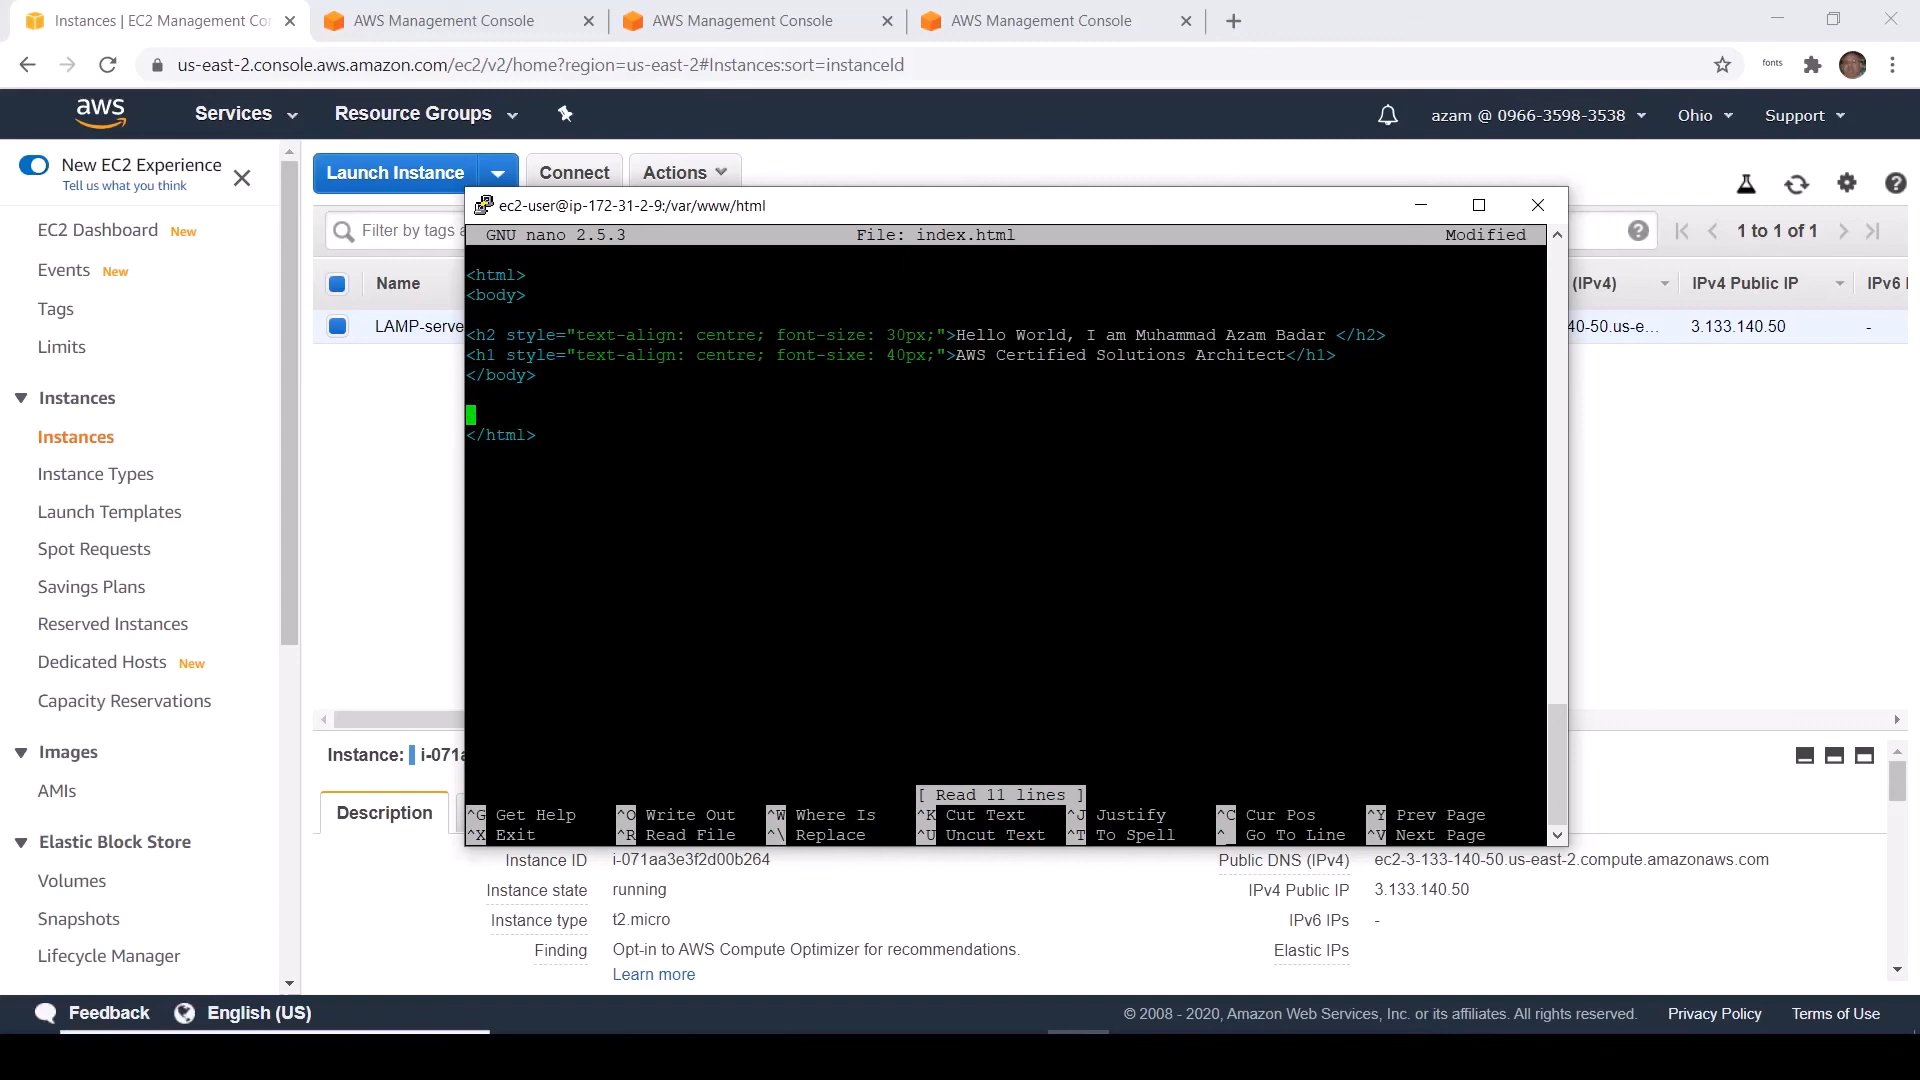 Instances | EC2 Management Con
AWS Management Console
AWS Management Console
AWS Management Console
us-east-2.console.aws.amazon.com/ec2/v2/home?region=us-east-2#Instances:sort=instanceId
fonts
aws
Services
Resource Groups
azam @ 0966-3598-3538
Ohio
Support
New EC2 Experience
Tell us what you think
EC2 Dashboard New
Events New
Tags
Limits
Instances
Instances
Instance Types
Launch Templates
Spot Requests
Savings Plans
Reserved Instances
Dedicated Hosts New
Capacity Reservations
Images
AMIs
Elastic Block Store
Volumes
Snapshots
Lifecycle Manager
Launch Instance
Connect
Actions
Filter by tags
1 to 1 of 1
Name
(IPv4)
IPv4 Public IP
IPv6
LAMP-serve
40-50.us-e...
3.133.140.50
-
ec2-user@ip-172-31-2-9:/var/www/html
GNU nano 2.5.3 File: index.html Modified
<html>
<body>
<h2 style="text-align: centre; font-size: 30px;">Hello World, I am Muhammad Azam Badar </h2>
<h1 style="text-align: centre; font-sixe: 40px;">AWS Certified Solutions Architect</h1>
</body>
</html>
[ Read 11 lines ]
^G Get Help ^O Write Out ^W Where Is ^K Cut Text ^J Justify ^C Cur Pos ^Y Prev Page
^X Exit ^R Read File ^\ Replace ^U Uncut Text ^T To Spell ^_ Go To Line ^V Next Page
Instance: i-071a
Description
Instance ID i-071aa3e3f2d00b264
Instance state running
Instance type t2.micro
Finding Opt-in to AWS Compute Optimizer for recommendations.
Learn more
Public DNS (IPv4) ec2-3-133-140-50.us-east-2.compute.amazonaws.com
IPv4 Public IP 3.133.140.50
IPv6 IPs -
Elastic IPs
Feedback
English (US)
© 2008 - 2020, Amazon Web Services, Inc. or its affiliates. All rights reserved.
Privacy Policy
Terms of Use